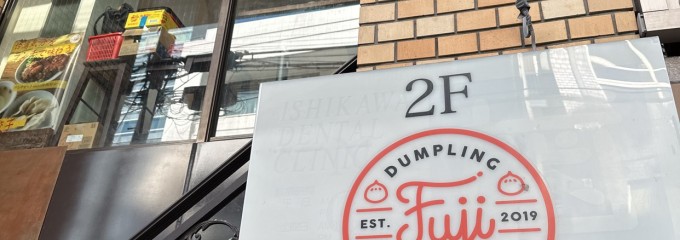 2F
ISHIKAWA
DENTAL
CLINIC
DUMPLING
Fuji
EST. 2019